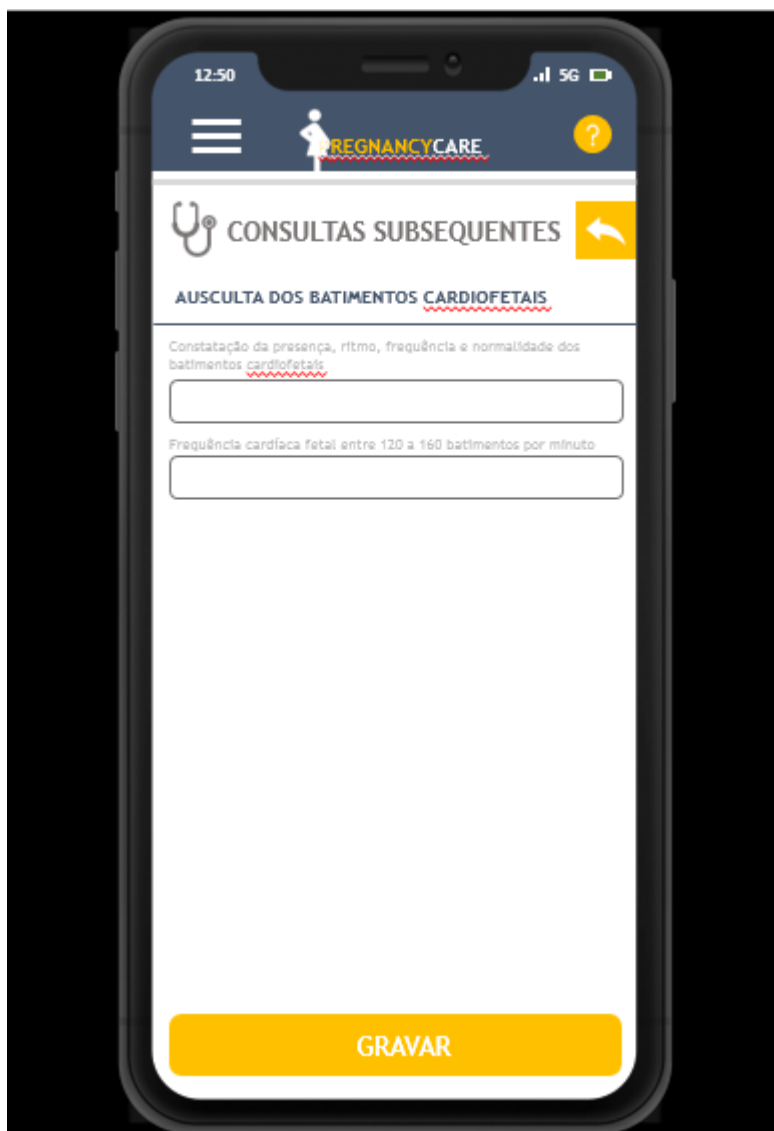 12:50
5G
REGNANCYCARE
?
CONSULTAS SUBSEQUENTES
AUSCULTA DOS BATIMENTOS CARDIOFETAIS
Constatação da presença, ritmo, frequência e normalidade dos
batimentos cardiofetais
Frequência cardíaca fetal entre 120 a 160 batimentos por minuto
GRAVAR